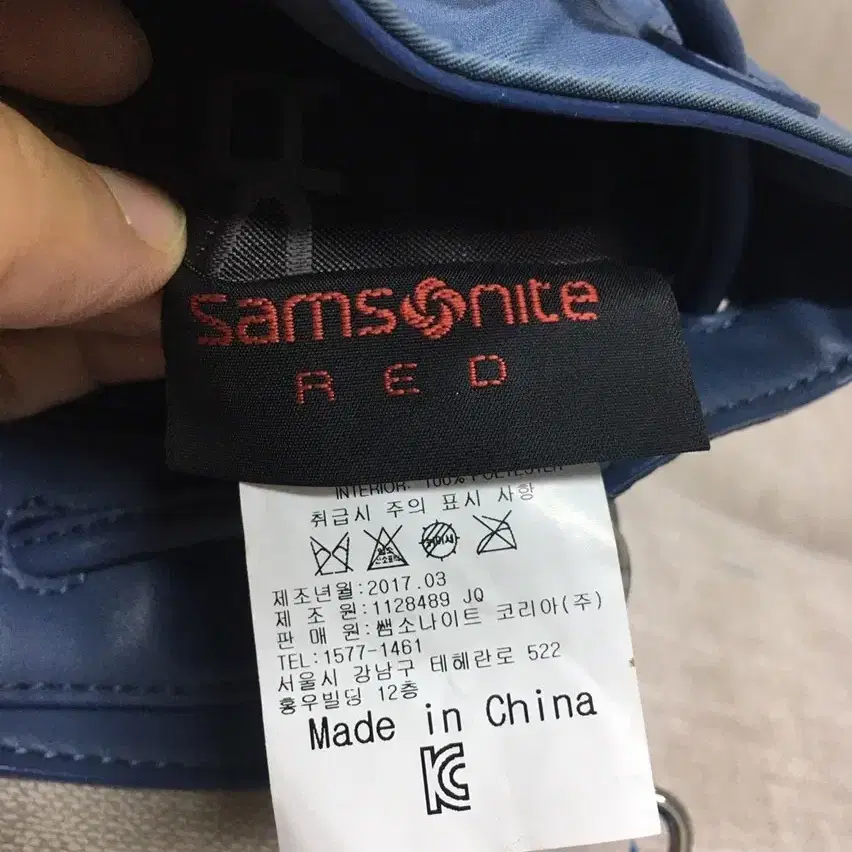 Samsonite
RED
INTERIOR: 100% POLYESTER
취급시 주의 표시 사항
제조년월:2017.03
제 조 원:1128489 JQ
판 매 원:쌤소나이트 코리아(주)
TEL:1577-1461
서울시 강남구 테헤란로 522
홍우빌딩 12층
Made in China
KC